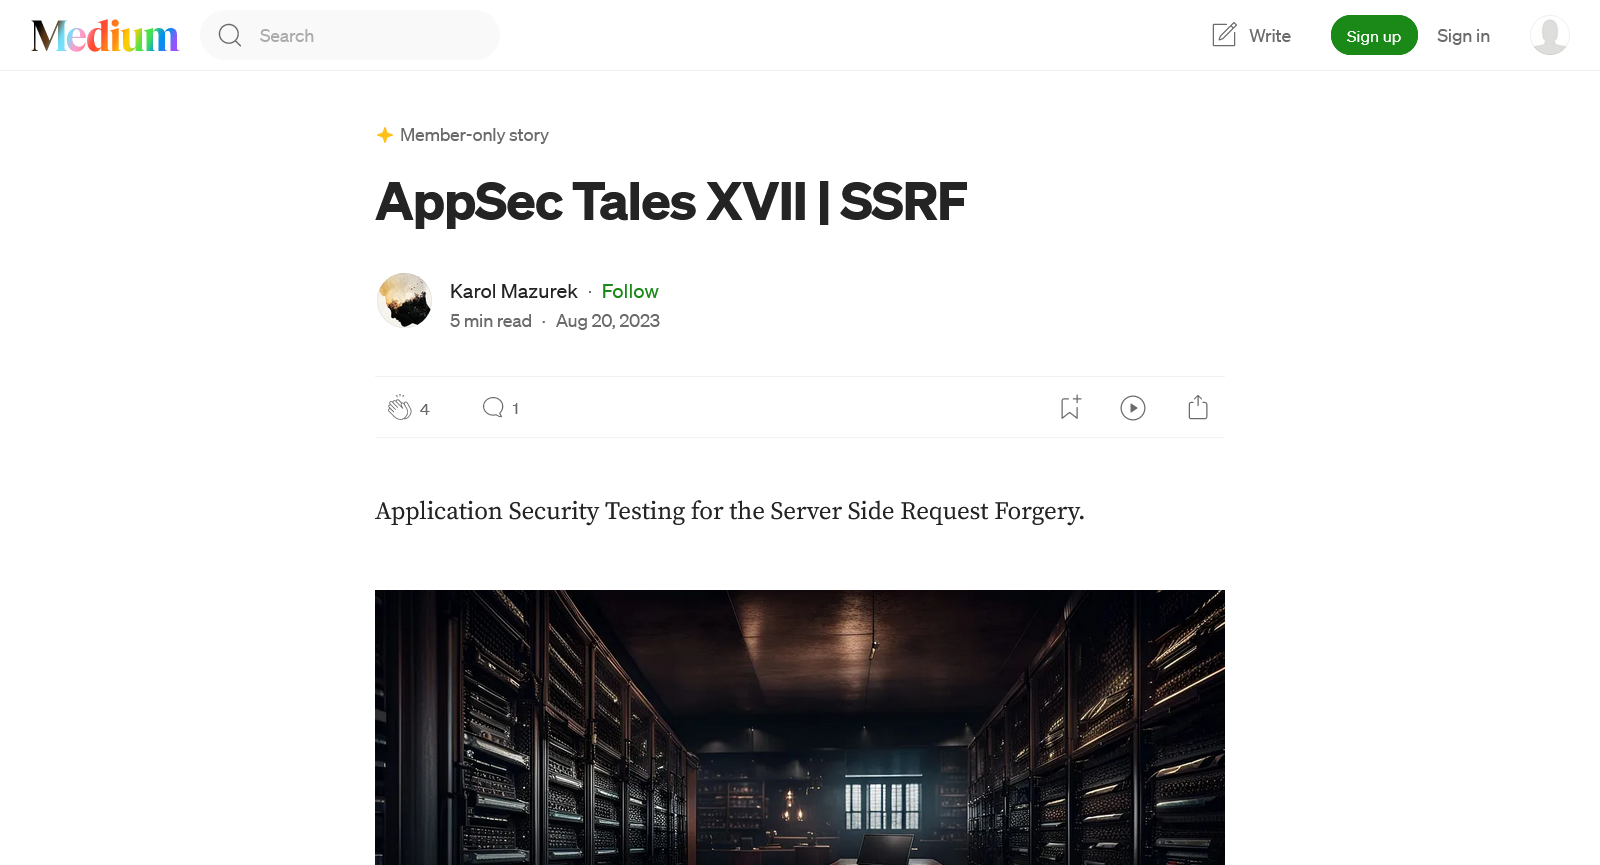 Medium
Search
Write
Sign up
Sign in
Member-only story
AppSec Tales XVII | SSRF
Karol Mazurek · Follow
5 min read · Aug 20, 2023
4
1
Application Security Testing for the Server Side Request Forgery.